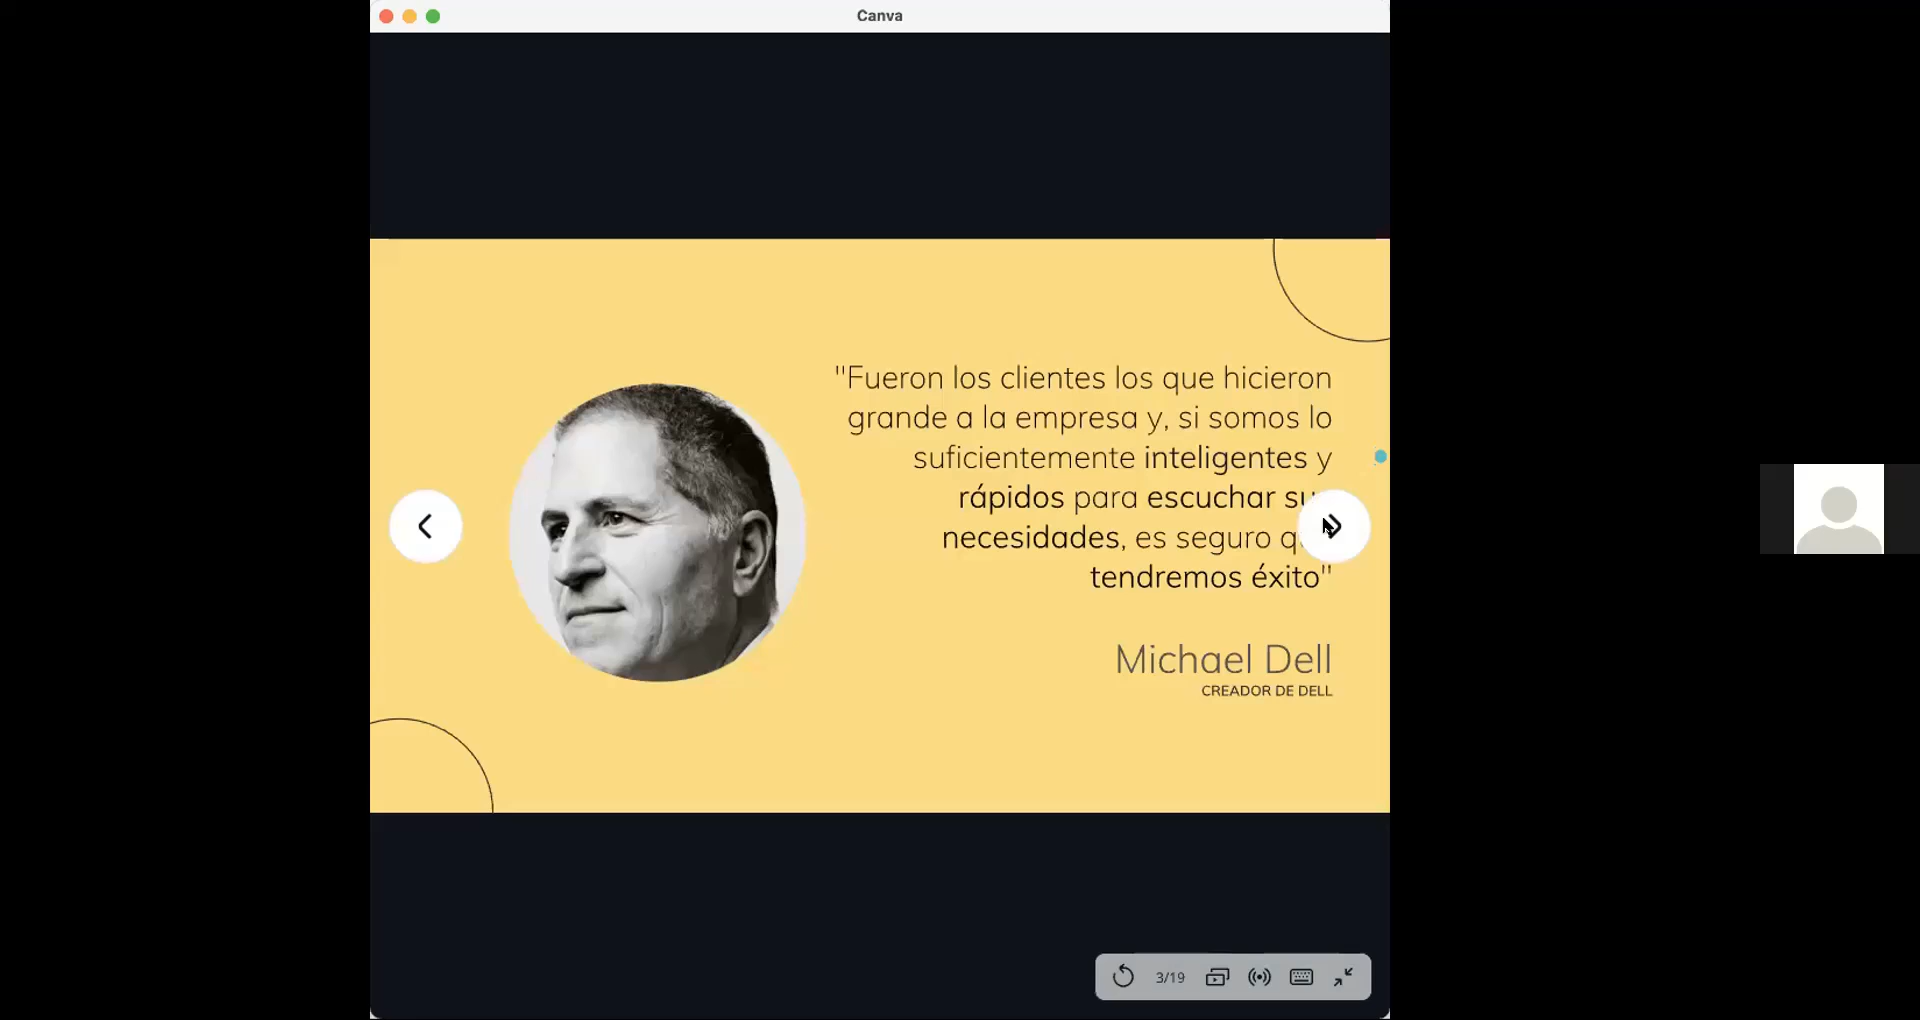 Canva
"Fueron los clientes los que hicieron
grande a la empresa y, si somos lo
suficientemente inteligentes y
rápidos para escuchar
necesidades, es seguro
tendremos éxito"
Michael Dell
CREADOR DE DELL
3/19